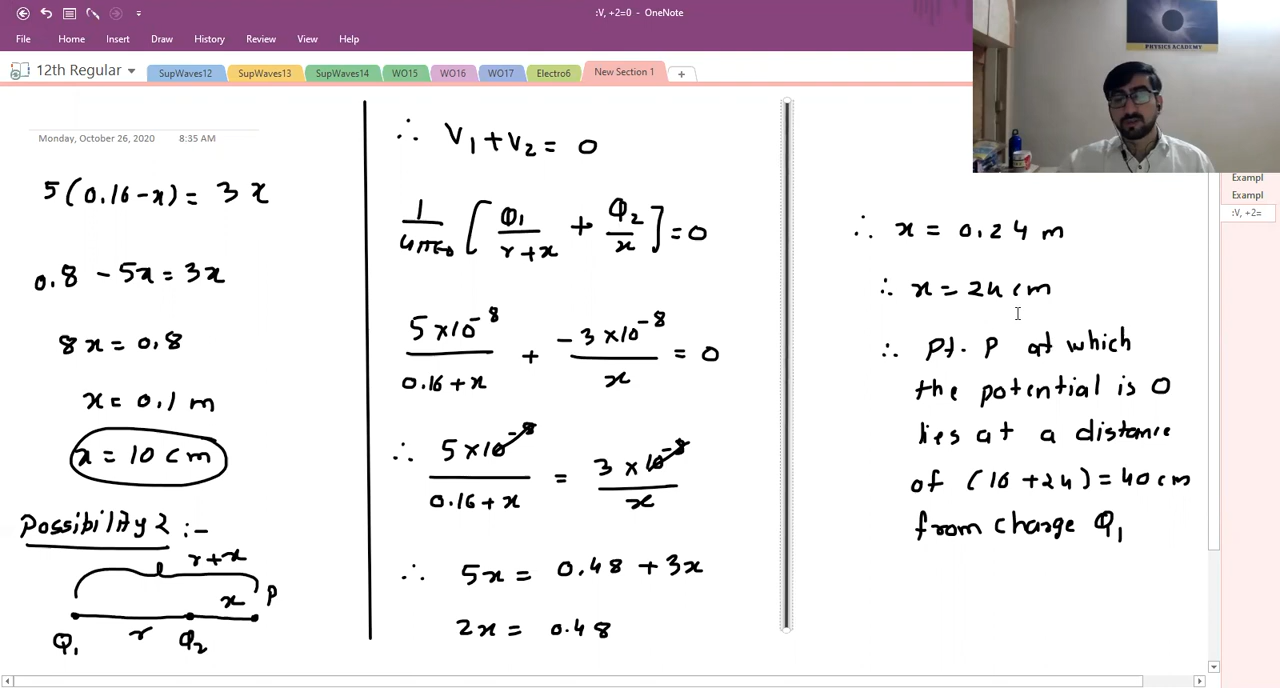 :V, +2=0 - OneNote
File Home Insert Draw History Review View Help
12th Regular SupWaves12 SupWaves13 SupWaves14 WO15 WO16 WO17 Electro6 New Section 1 +
PHYSICS ACADEMY
Exampl
Exampl
:V, +2=
Monday, October 26, 2020 8:35 AM
5(0.16-x) = 3x
0.8 - 5x = 3x
8x = 0.8
x = 0.1 m
x = 10 cm
Possibility 2 :-
r+x
x P
Q₁ r Q₂
∴ V₁+V₂ = 0
1/4πε₀ [Q₁/r+x + Q₂/x] = 0
5×10⁻⁸/0.16+x + -3×10⁻⁸/x = 0
∴ 5×10⁻⁸/0.16+x = 3×10⁻⁸/x
∴ 5x = 0.48 + 3x
2x = 0.48
∴ x = 0.24 m
∴ x = 24 cm
∴ Pt. P at which
the potential is 0
lies at a distance
of (16+24) = 40 cm
from charge Q₁